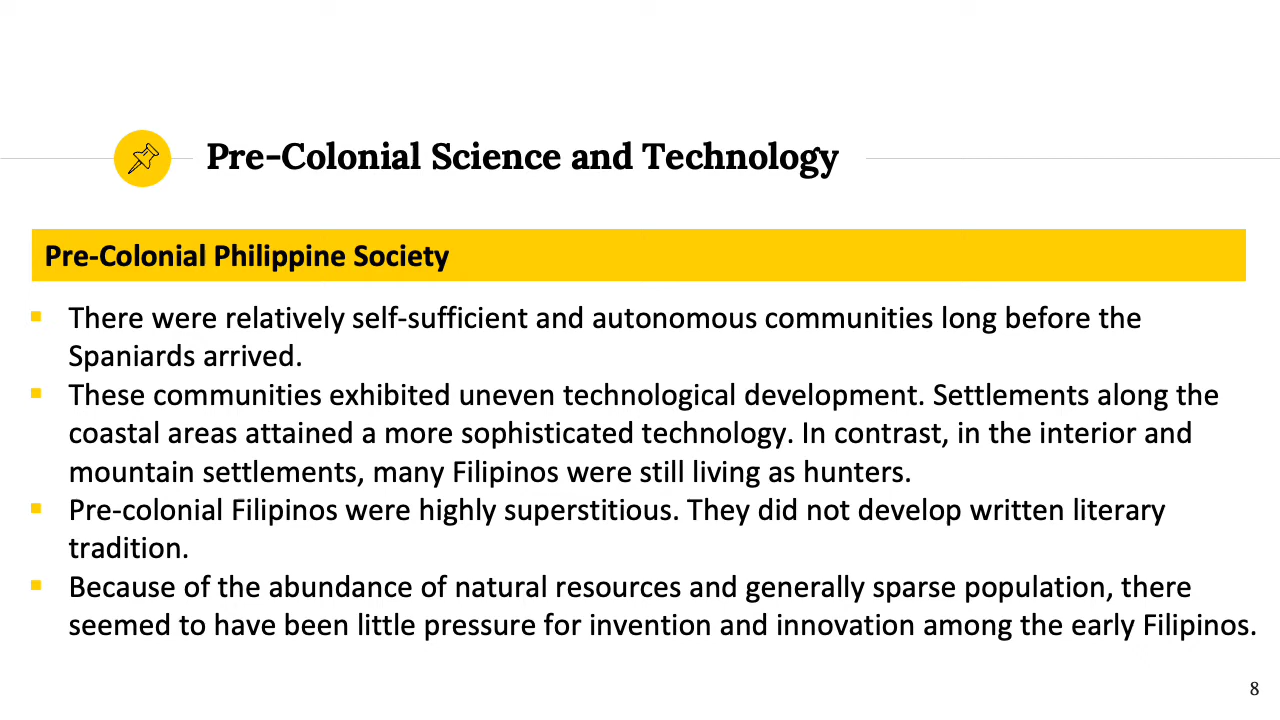 Pre-Colonial Science and Technology
Pre-Colonial Philippine Society
▪ There were relatively self-sufficient and autonomous communities long before the
Spaniards arrived.
▪ These communities exhibited uneven technological development. Settlements along the
coastal areas attained a more sophisticated technology. In contrast, in the interior and
mountain settlements, many Filipinos were still living as hunters.
▪ Pre-colonial Filipinos were highly superstitious. They did not develop written literary
tradition.
▪ Because of the abundance of natural resources and generally sparse population, there
seemed to have been little pressure for invention and innovation among the early Filipinos.
8